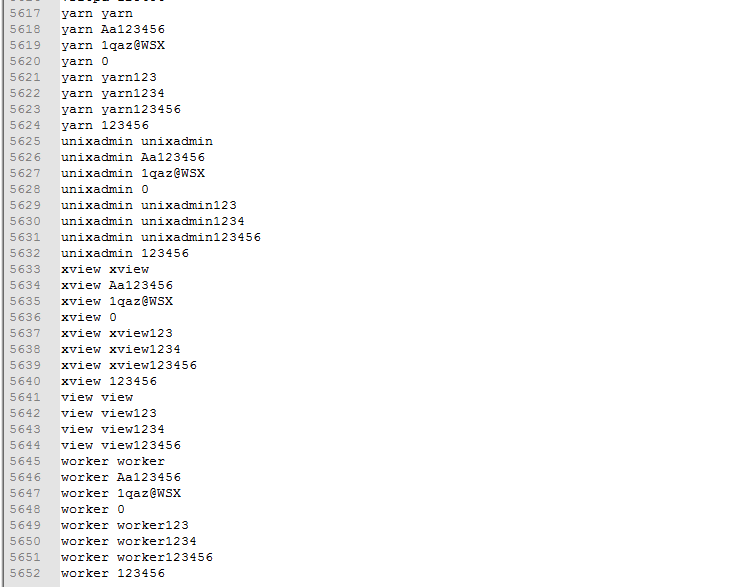 5617 yarn yarn
5618 yarn Aa123456
5619 yarn 1qaz@WSX
5620 yarn 0
5621 yarn yarn123
5622 yarn yarn1234
5623 yarn yarn123456
5624 yarn 123456
5625 unixadmin unixadmin
5626 unixadmin Aa123456
5627 unixadmin 1qaz@WSX
5628 unixadmin 0
5629 unixadmin unixadmin123
5630 unixadmin unixadmin1234
5631 unixadmin unixadmin123456
5632 unixadmin 123456
5633 xview xview
5634 xview Aa123456
5635 xview 1qaz@WSX
5636 xview 0
5637 xview xview123
5638 xview xview1234
5639 xview xview123456
5640 xview 123456
5641 view view
5642 view view123
5643 view view1234
5644 view view123456
5645 worker worker
5646 worker Aa123456
5647 worker 1qaz@WSX
5648 worker 0
5649 worker worker123
5650 worker worker1234
5651 worker worker123456
5652 worker 123456